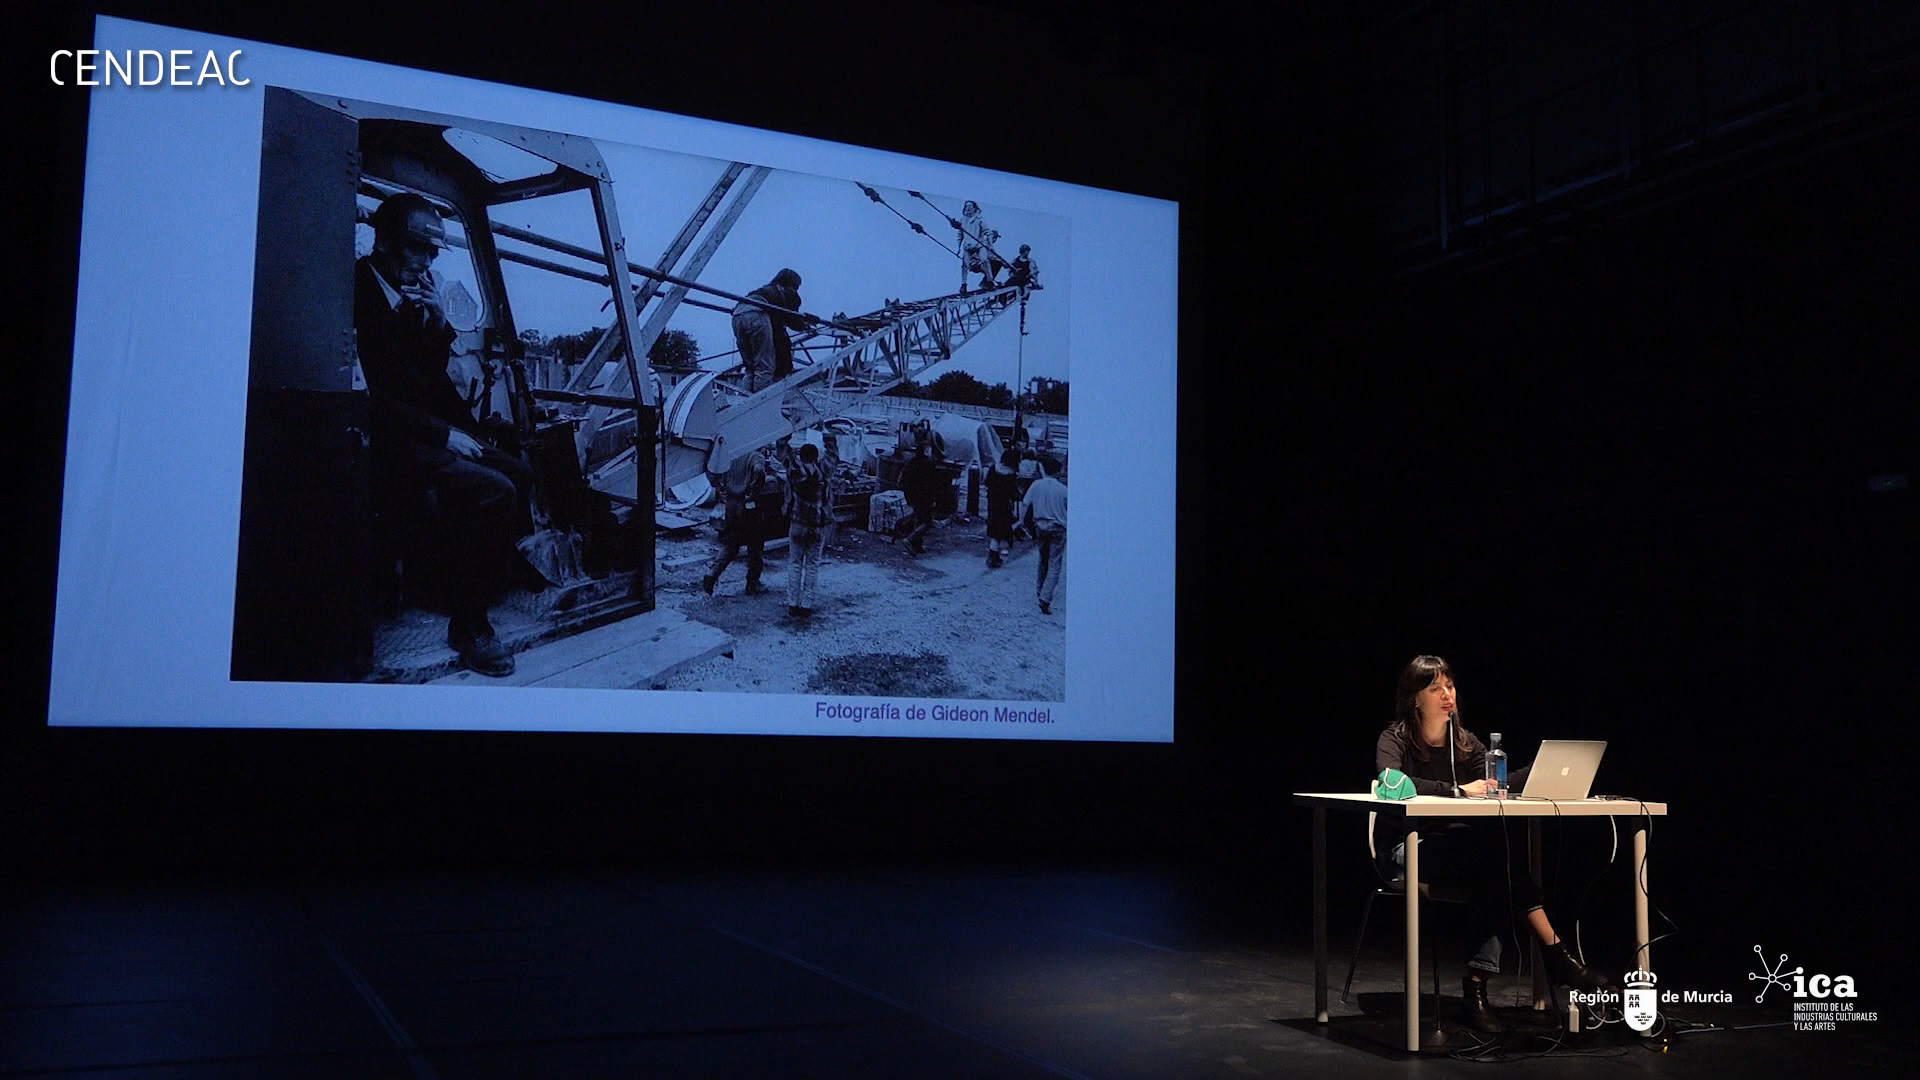 CENDEAC
Fotografía de Gideon Mendel.
Región de Murcia
ica
INSTITUTO DE LAS
INDUSTRIAS CULTURALES
Y LAS ARTES